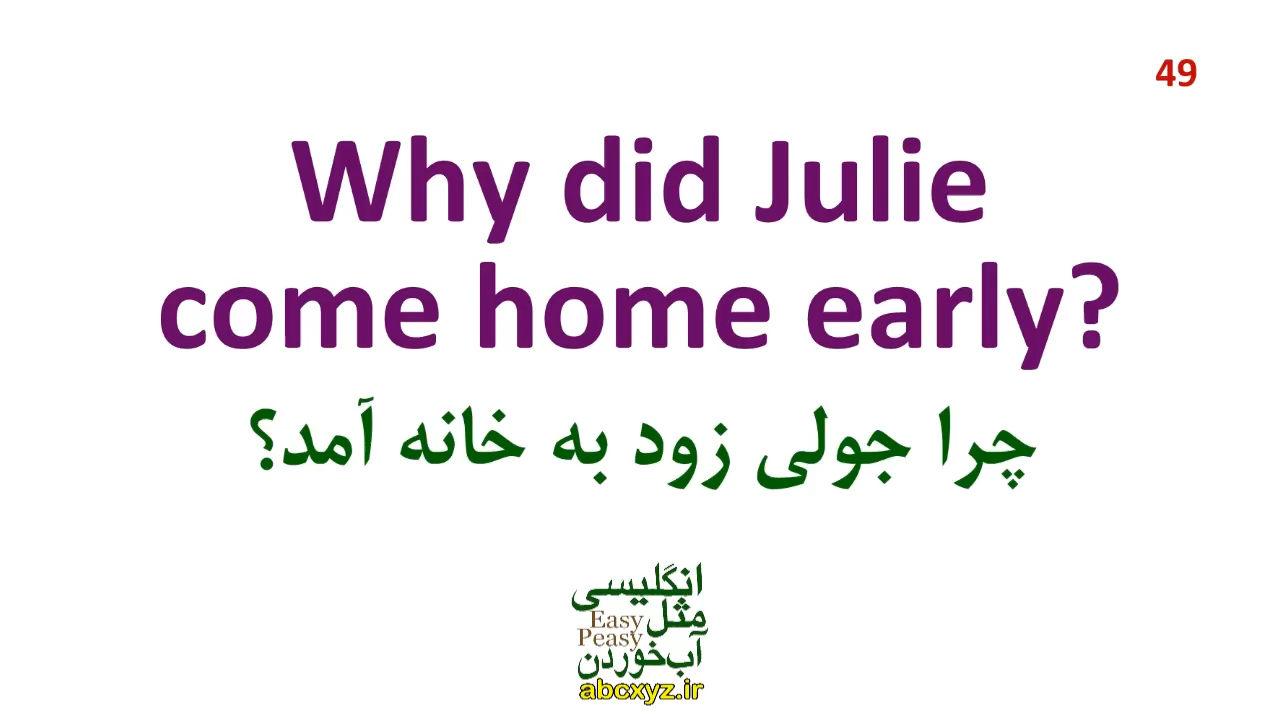 49
Why did Julie
come home early?
چرا جولی زود به خانه آمد؟
انگلیسی
مثل
Easy
Peasy
آب‌خوردن
abcxyz.ir